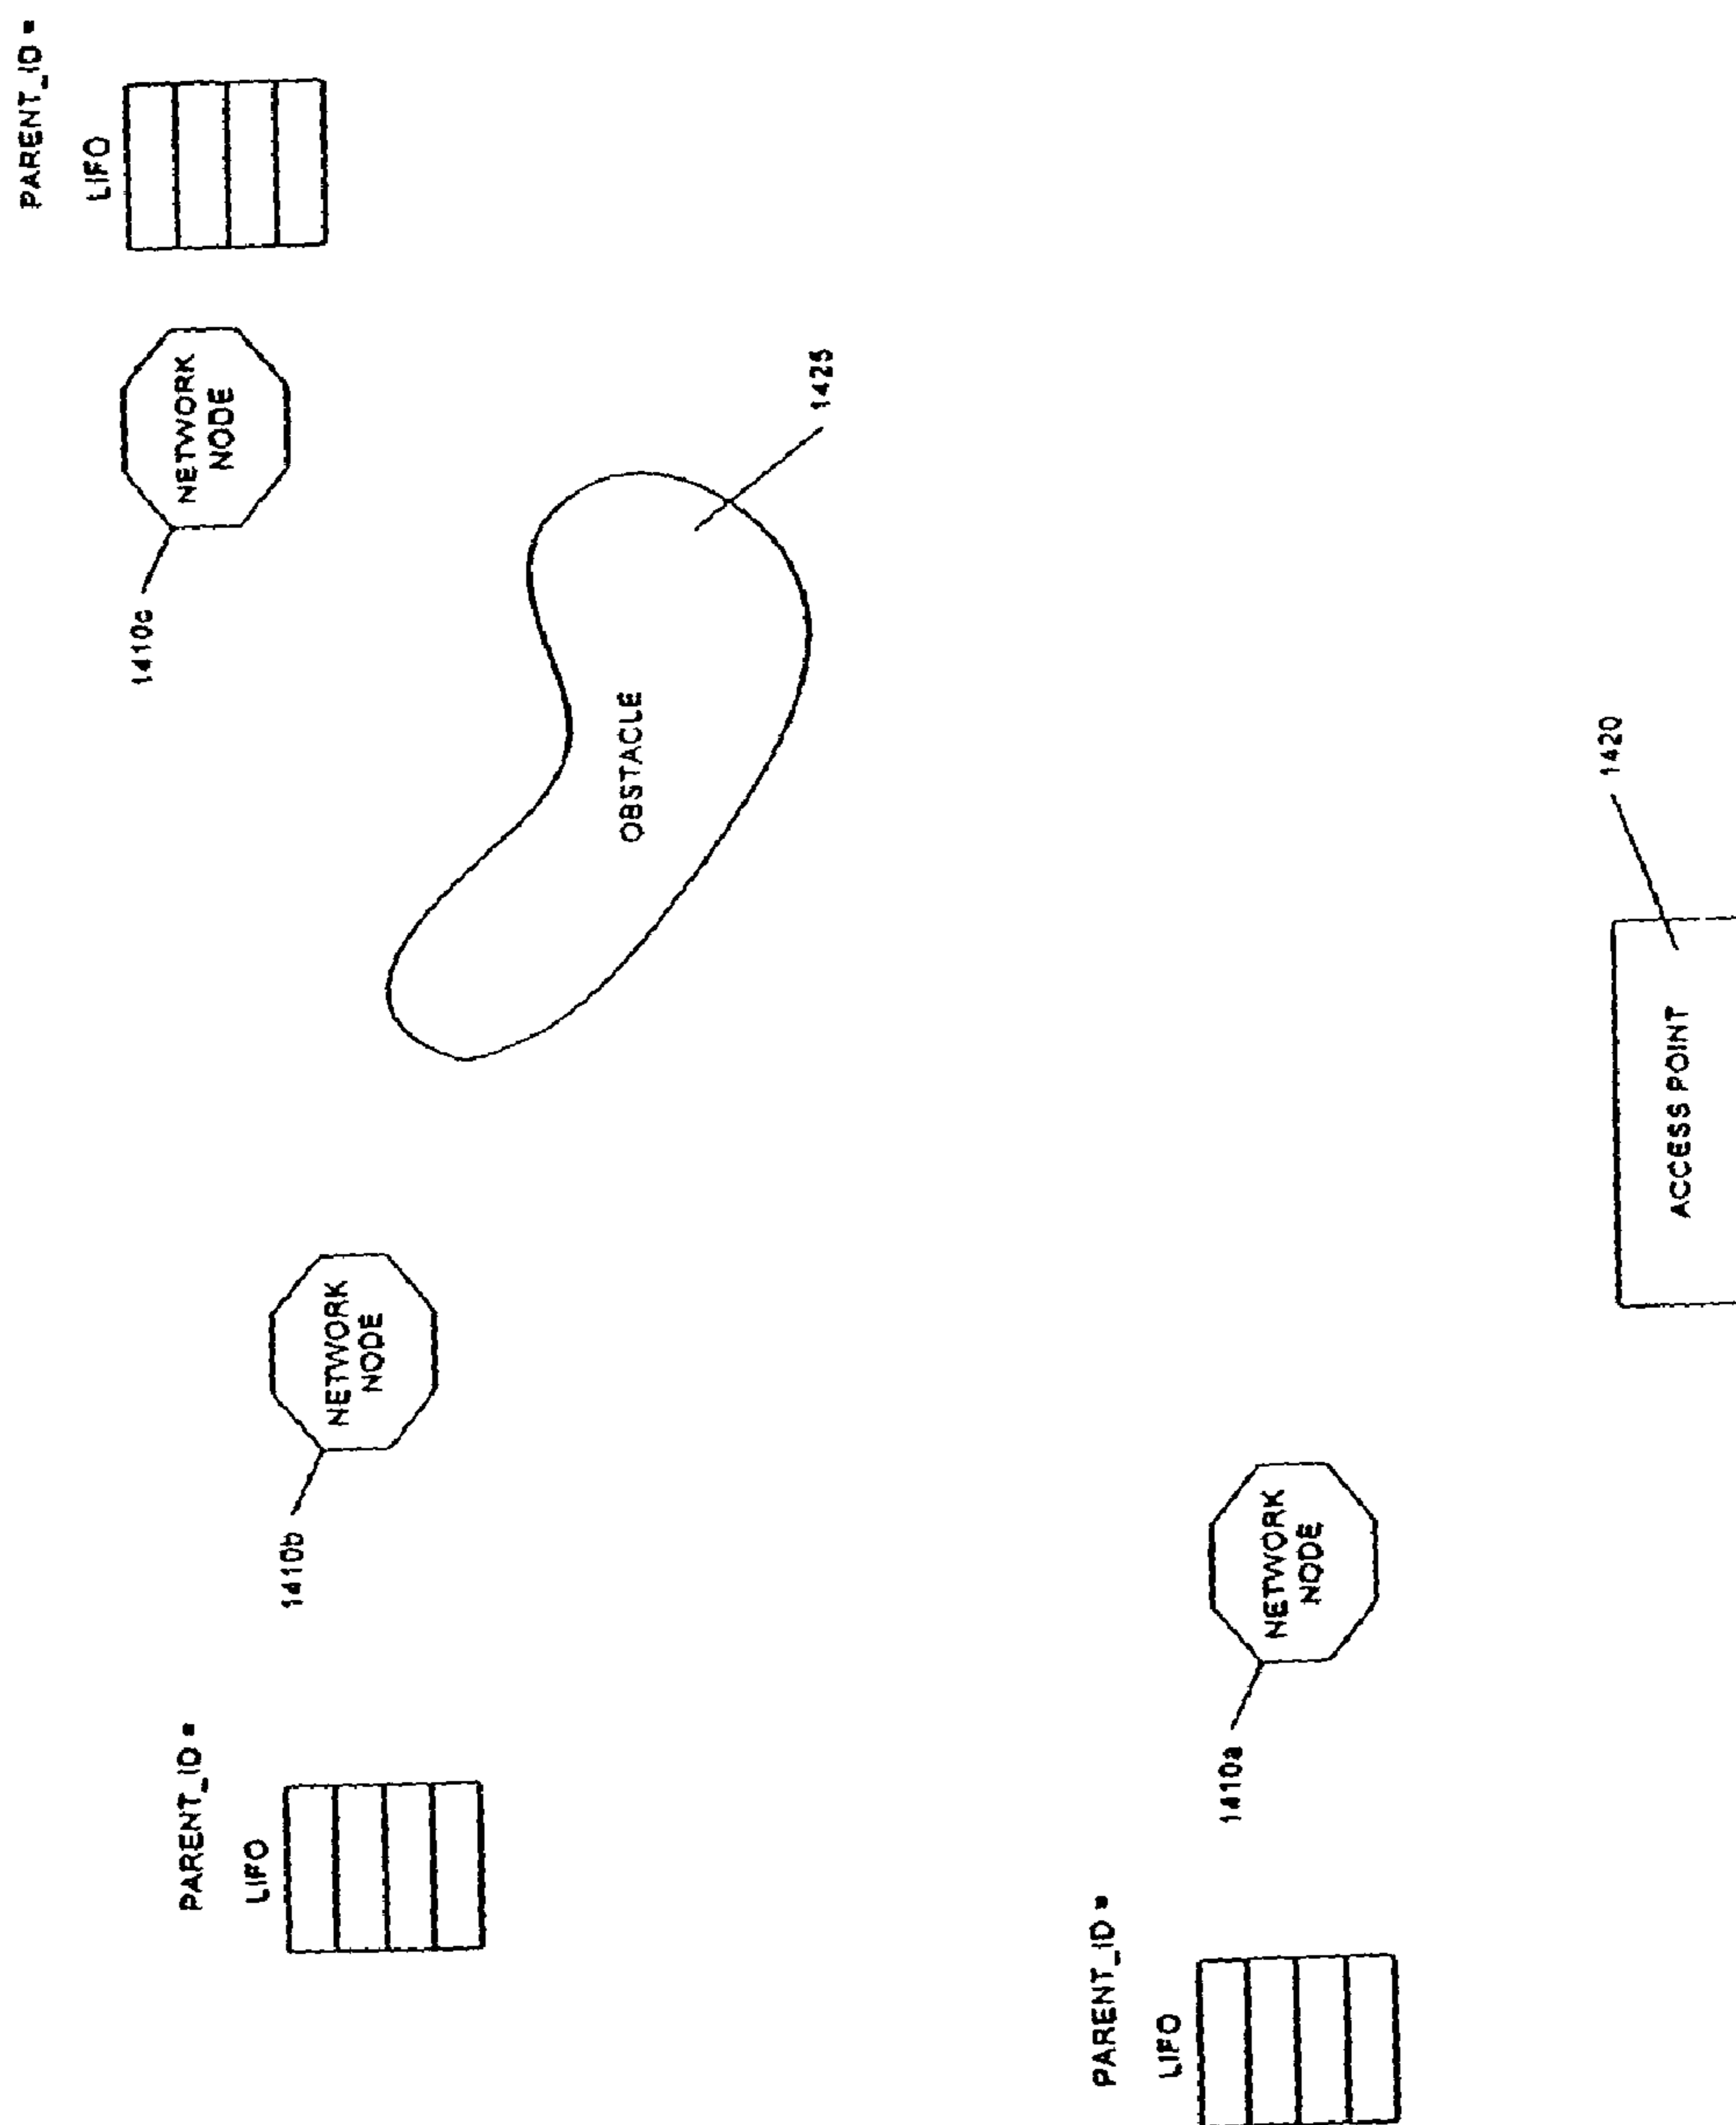 PARENT_ID =
LIFO
NETWORK
NODE
1410c
PARENT_ID =
LIFO
NETWORK
NODE
1410b
OBSTACLE
1425
PARENT_ID =
LIFO
NETWORK
NODE
1410a
ACCESS POINT
1420